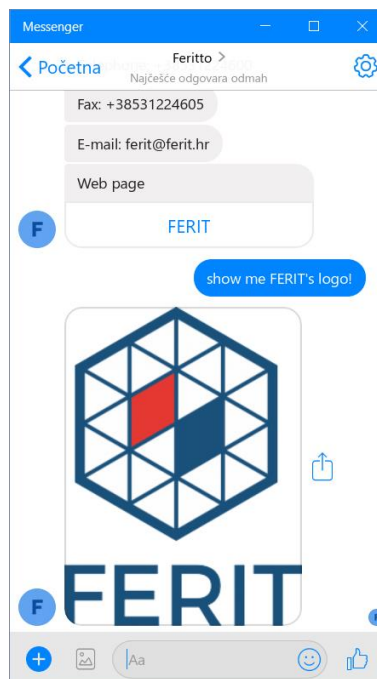 Messenger
Početna
Feritto >
Najčešće odgovara odmah
Fax: +38531224605
E-mail: ferit@ferit.hr
Web page
F
FERIT
show me FERIT's logo!
FERIT
F
Aa